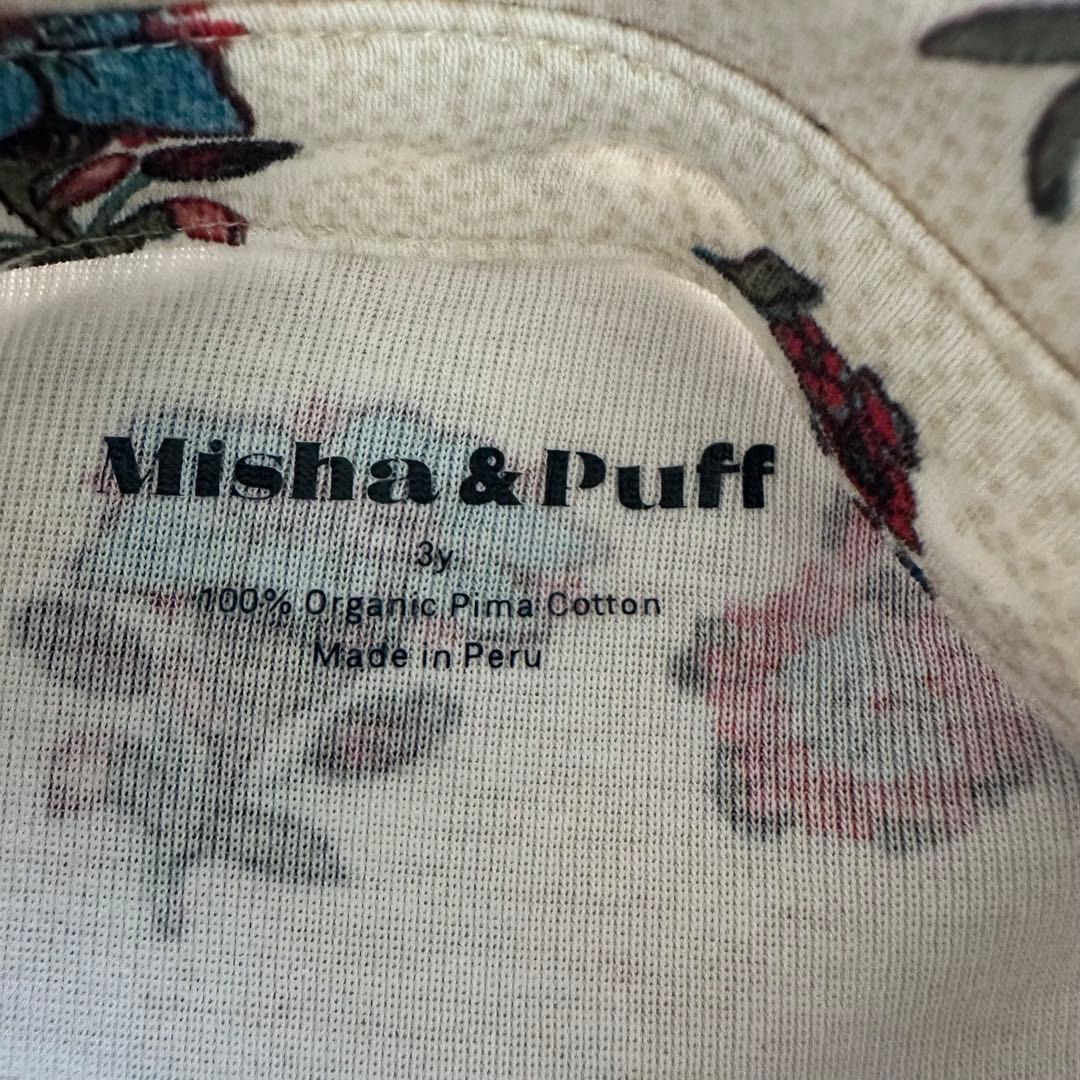 Misha & Puff
3y
100% Organic Pima Cotton
Made in Peru